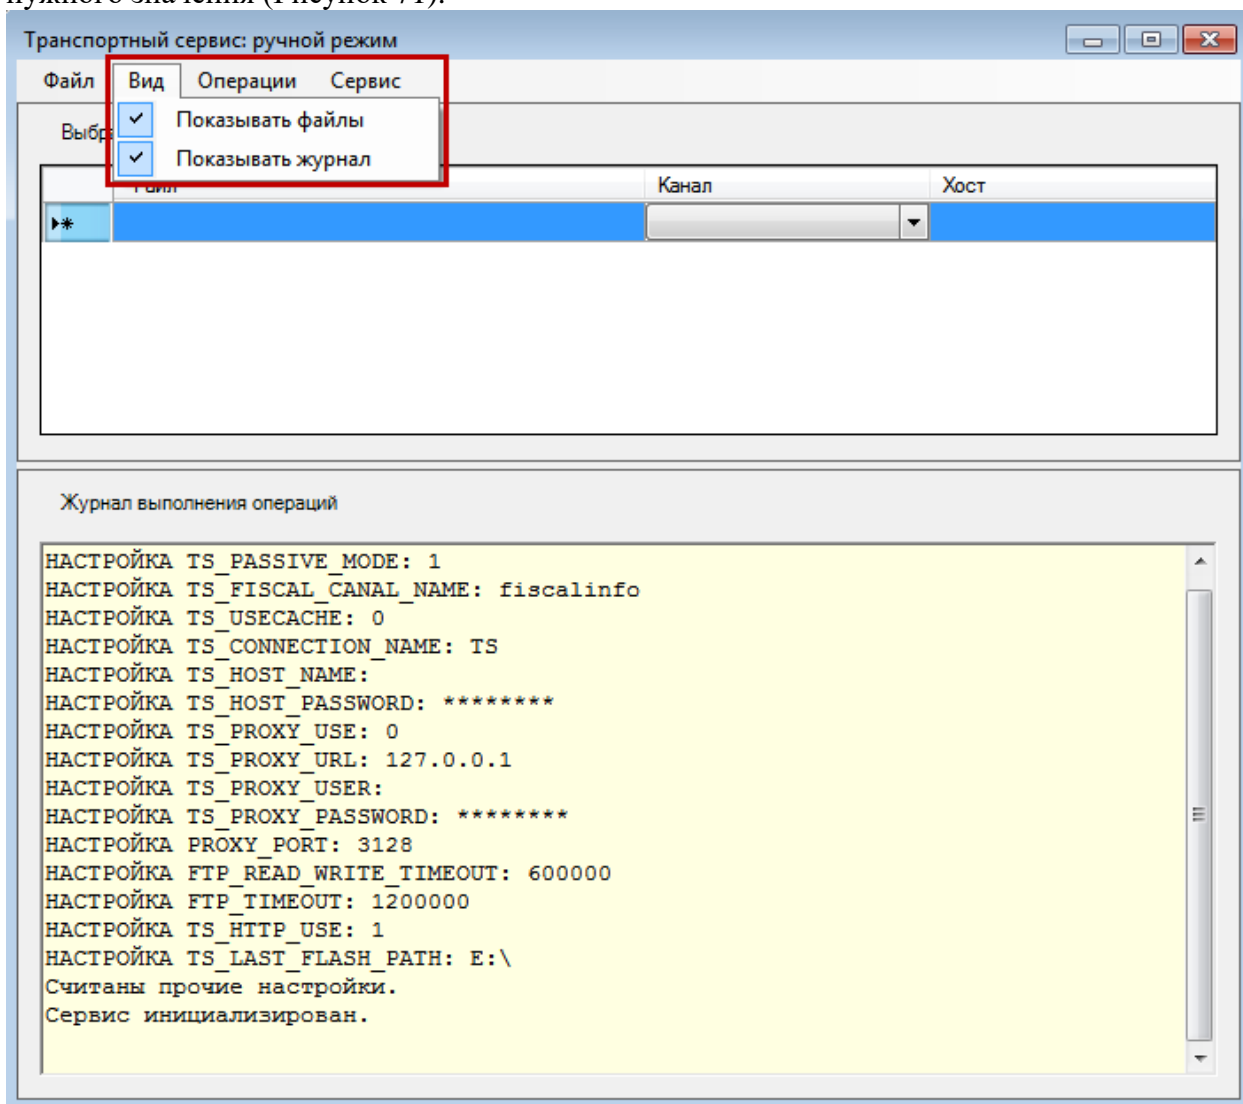 Транспортный сервис: ручной режим
Файл Вид Операции Сервис
Показывать файлы
Показывать журнал
Канал Хост
Журнал выполнения операций
НАСТРОЙКА TS_PASSIVE_MODE: 1
НАСТРОЙКА TS_FISCAL_CANAL_NAME: fiscalinfo
НАСТРОЙКА TS_USECACHE: 0
НАСТРОЙКА TS_CONNECTION_NAME: TS
НАСТРОЙКА TS_HOST_NAME:
НАСТРОЙКА TS_HOST_PASSWORD: ********
НАСТРОЙКА TS_PROXY_USE: 0
НАСТРОЙКА TS_PROXY_URL: 127.0.0.1
НАСТРОЙКА TS_PROXY_USER:
НАСТРОЙКА TS_PROXY_PASSWORD: ********
НАСТРОЙКА PROXY_PORT: 3128
НАСТРОЙКА FTP_READ_WRITE_TIMEOUT: 600000
НАСТРОЙКА FTP_TIMEOUT: 1200000
НАСТРОЙКА TS_HTTP_USE: 1
НАСТРОЙКА TS_LAST_FLASH_PATH: E:\
Считаны прочие настройки.
Сервис инициализирован.